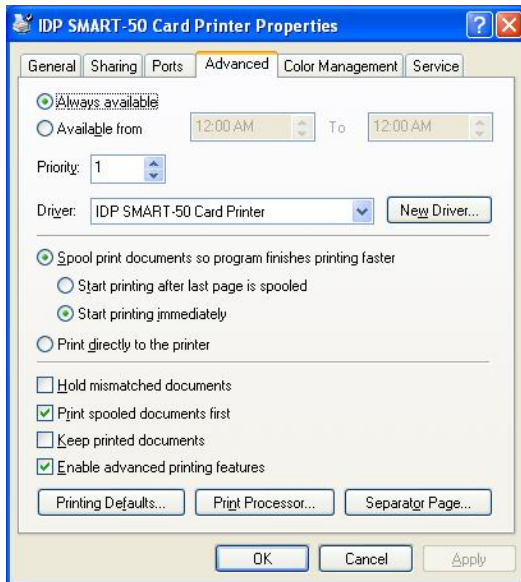 IDP SMART-50 Card Printer Properties
General Sharing Ports Advanced Color Management Service
Always available
Available from 12:00 AM To 12:00 AM
Priority: 1
Driver: IDP SMART-50 Card Printer New Driver...
Spool print documents so program finishes printing faster
Start printing after last page is spooled
Start printing immediately
Print directly to the printer
Hold mismatched documents
Print spooled documents first
Keep printed documents
Enable advanced printing features
Printing Defaults... Print Processor... Separator Page...
OK Cancel Apply